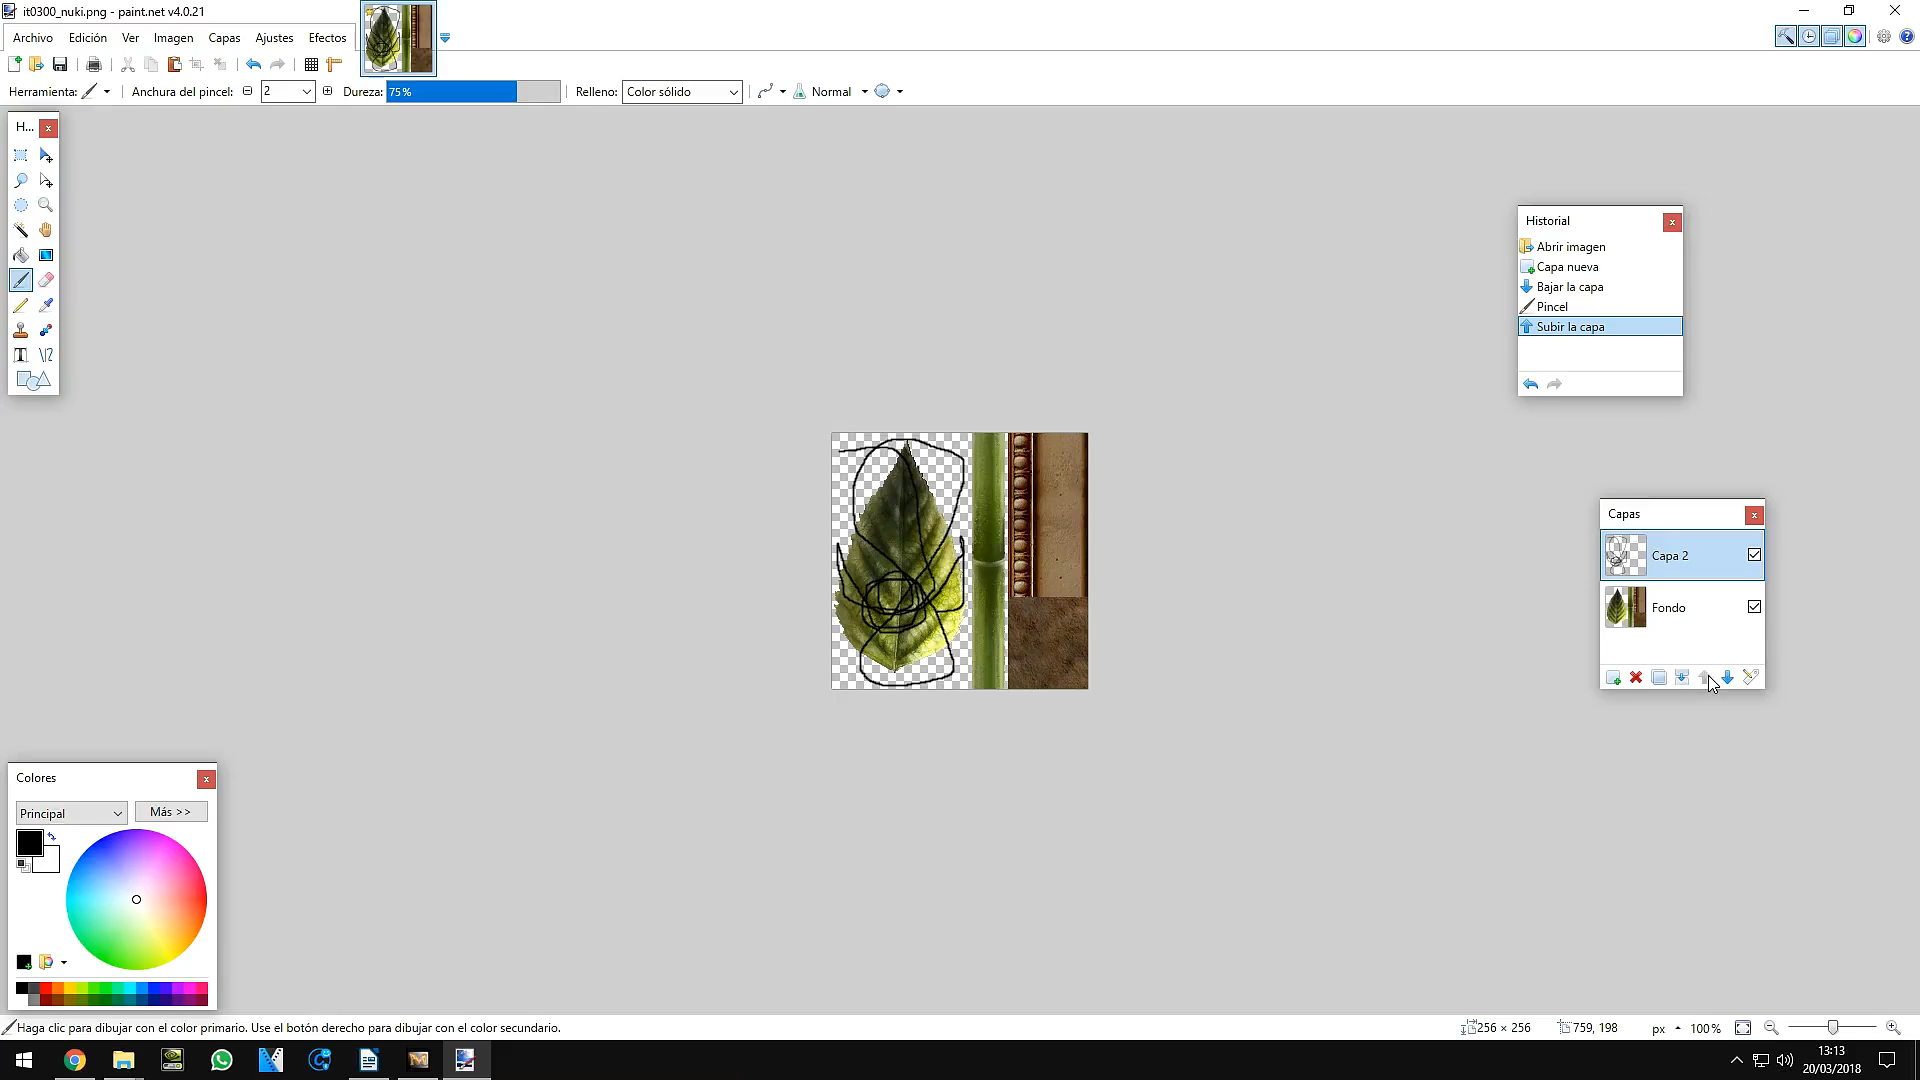 it0300_nuki.png - paint.net v4.0.21
Archivo Edición Ver Imagen Capas Ajustes Efectos
Herramienta: Anchura del pincel: 2 Dureza: 75% Relleno: Color sólido Normal
H...
Historial
Abrir imagen
Capa nueva
Bajar la capa
Pincel
Subir la capa
Capas
Capa 2
Fondo
Colores
Principal Más >>
Haga clic para dibujar con el color primario. Use el botón derecho para dibujar con el color secundario.
256 × 256 759, 198 px 100%
13:13
20/03/2018